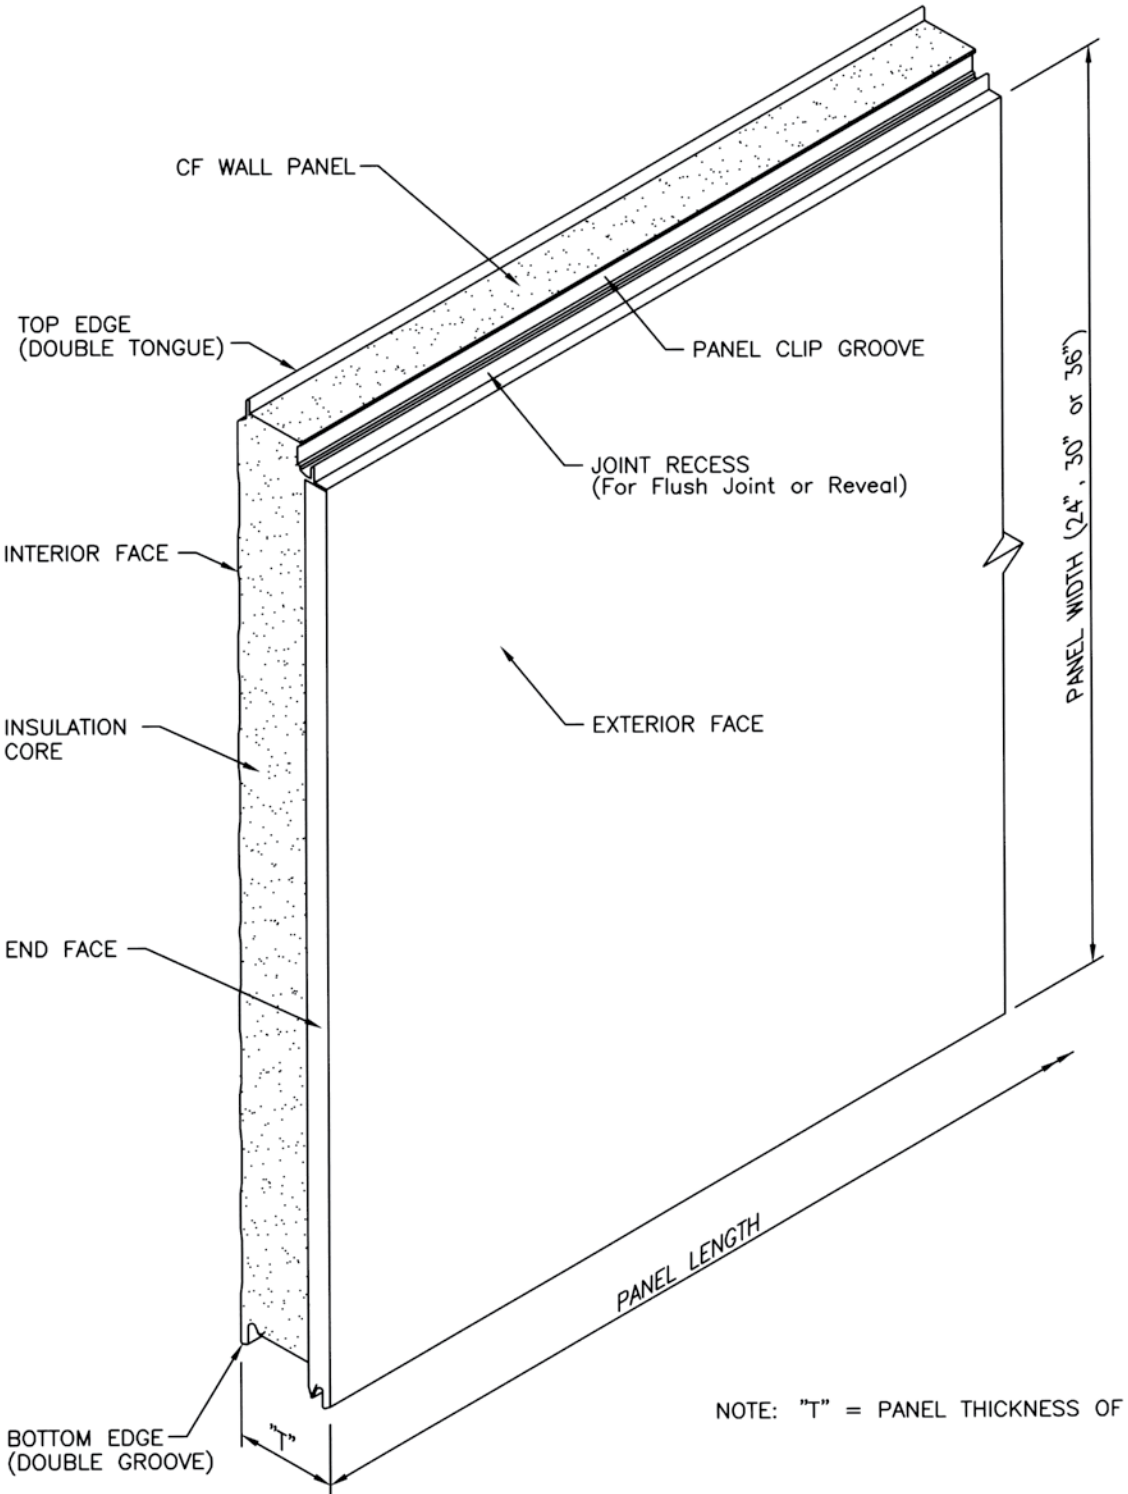 CF WALL PANEL
TOP EDGE
(DOUBLE TONGUE)
PANEL CLIP GROOVE
JOINT RECESS
(For Flush Joint or Reveal)
PANEL WIDTH (24", 30" or 36")
INTERIOR FACE
INSULATION
CORE
EXTERIOR FACE
END FACE
PANEL LENGTH
NOTE: "T" = PANEL THICKNESS OF
"T"
BOTTOM EDGE
(DOUBLE GROOVE)